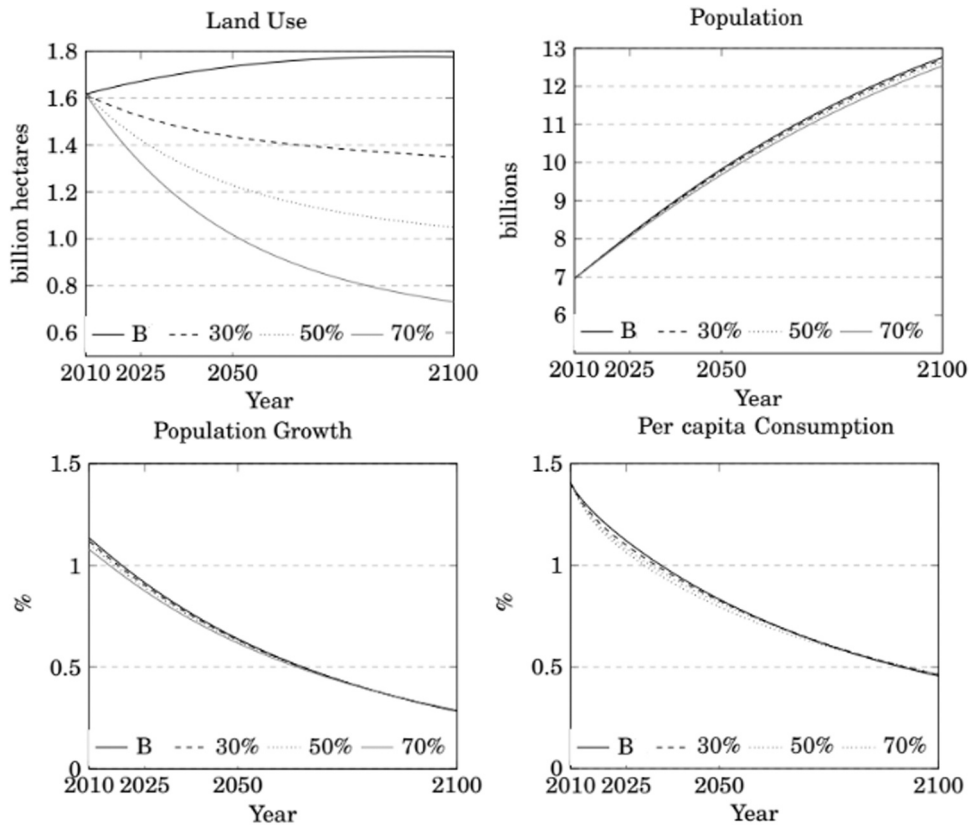 Land Use
billion hectares
1.8
1.6
1.4
1.2
1.0
0.8
0.6
B 30% 50% 70%
2010 2025 2050 2100
Year
Population
billions
13
12
11
10
9
8
7
6
B 30% 50% 70%
2010 2025 2050 2100
Year
Population Growth
%
1.5
1
0.5
0
B 30% 50% 70%
2010 2025 2050 2100
Year
Per capita Consumption
%
1.5
1
0.5
0
B 30% 50% 70%
2010 2025 2050 2100
Year